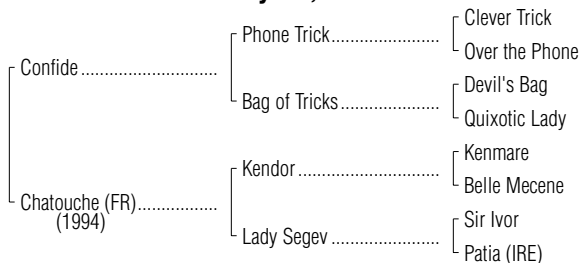 Clever Trick
Phone Trick
Over the Phone
Confide
Devil's Bag
Bag of Tricks
Quixotic Lady
Kenmare
Kendor
Belle Mecene
Chatouche (FR)
(1994)
Sir Ivor
Lady Segev
Patia (IRE)